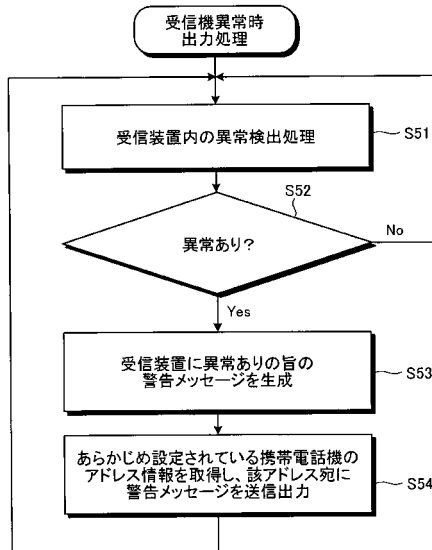 受信機異常時
出力処理
受信装置内の異常検出処理
S51
S52
異常あり?
No
Yes
受信装置に異常ありの旨の
警告メッセージを生成
S53
あらかじめ設定されている携帯電話機の
アドレス情報を取得し、該アドレス宛に
警告メッセージを送信出力
S54